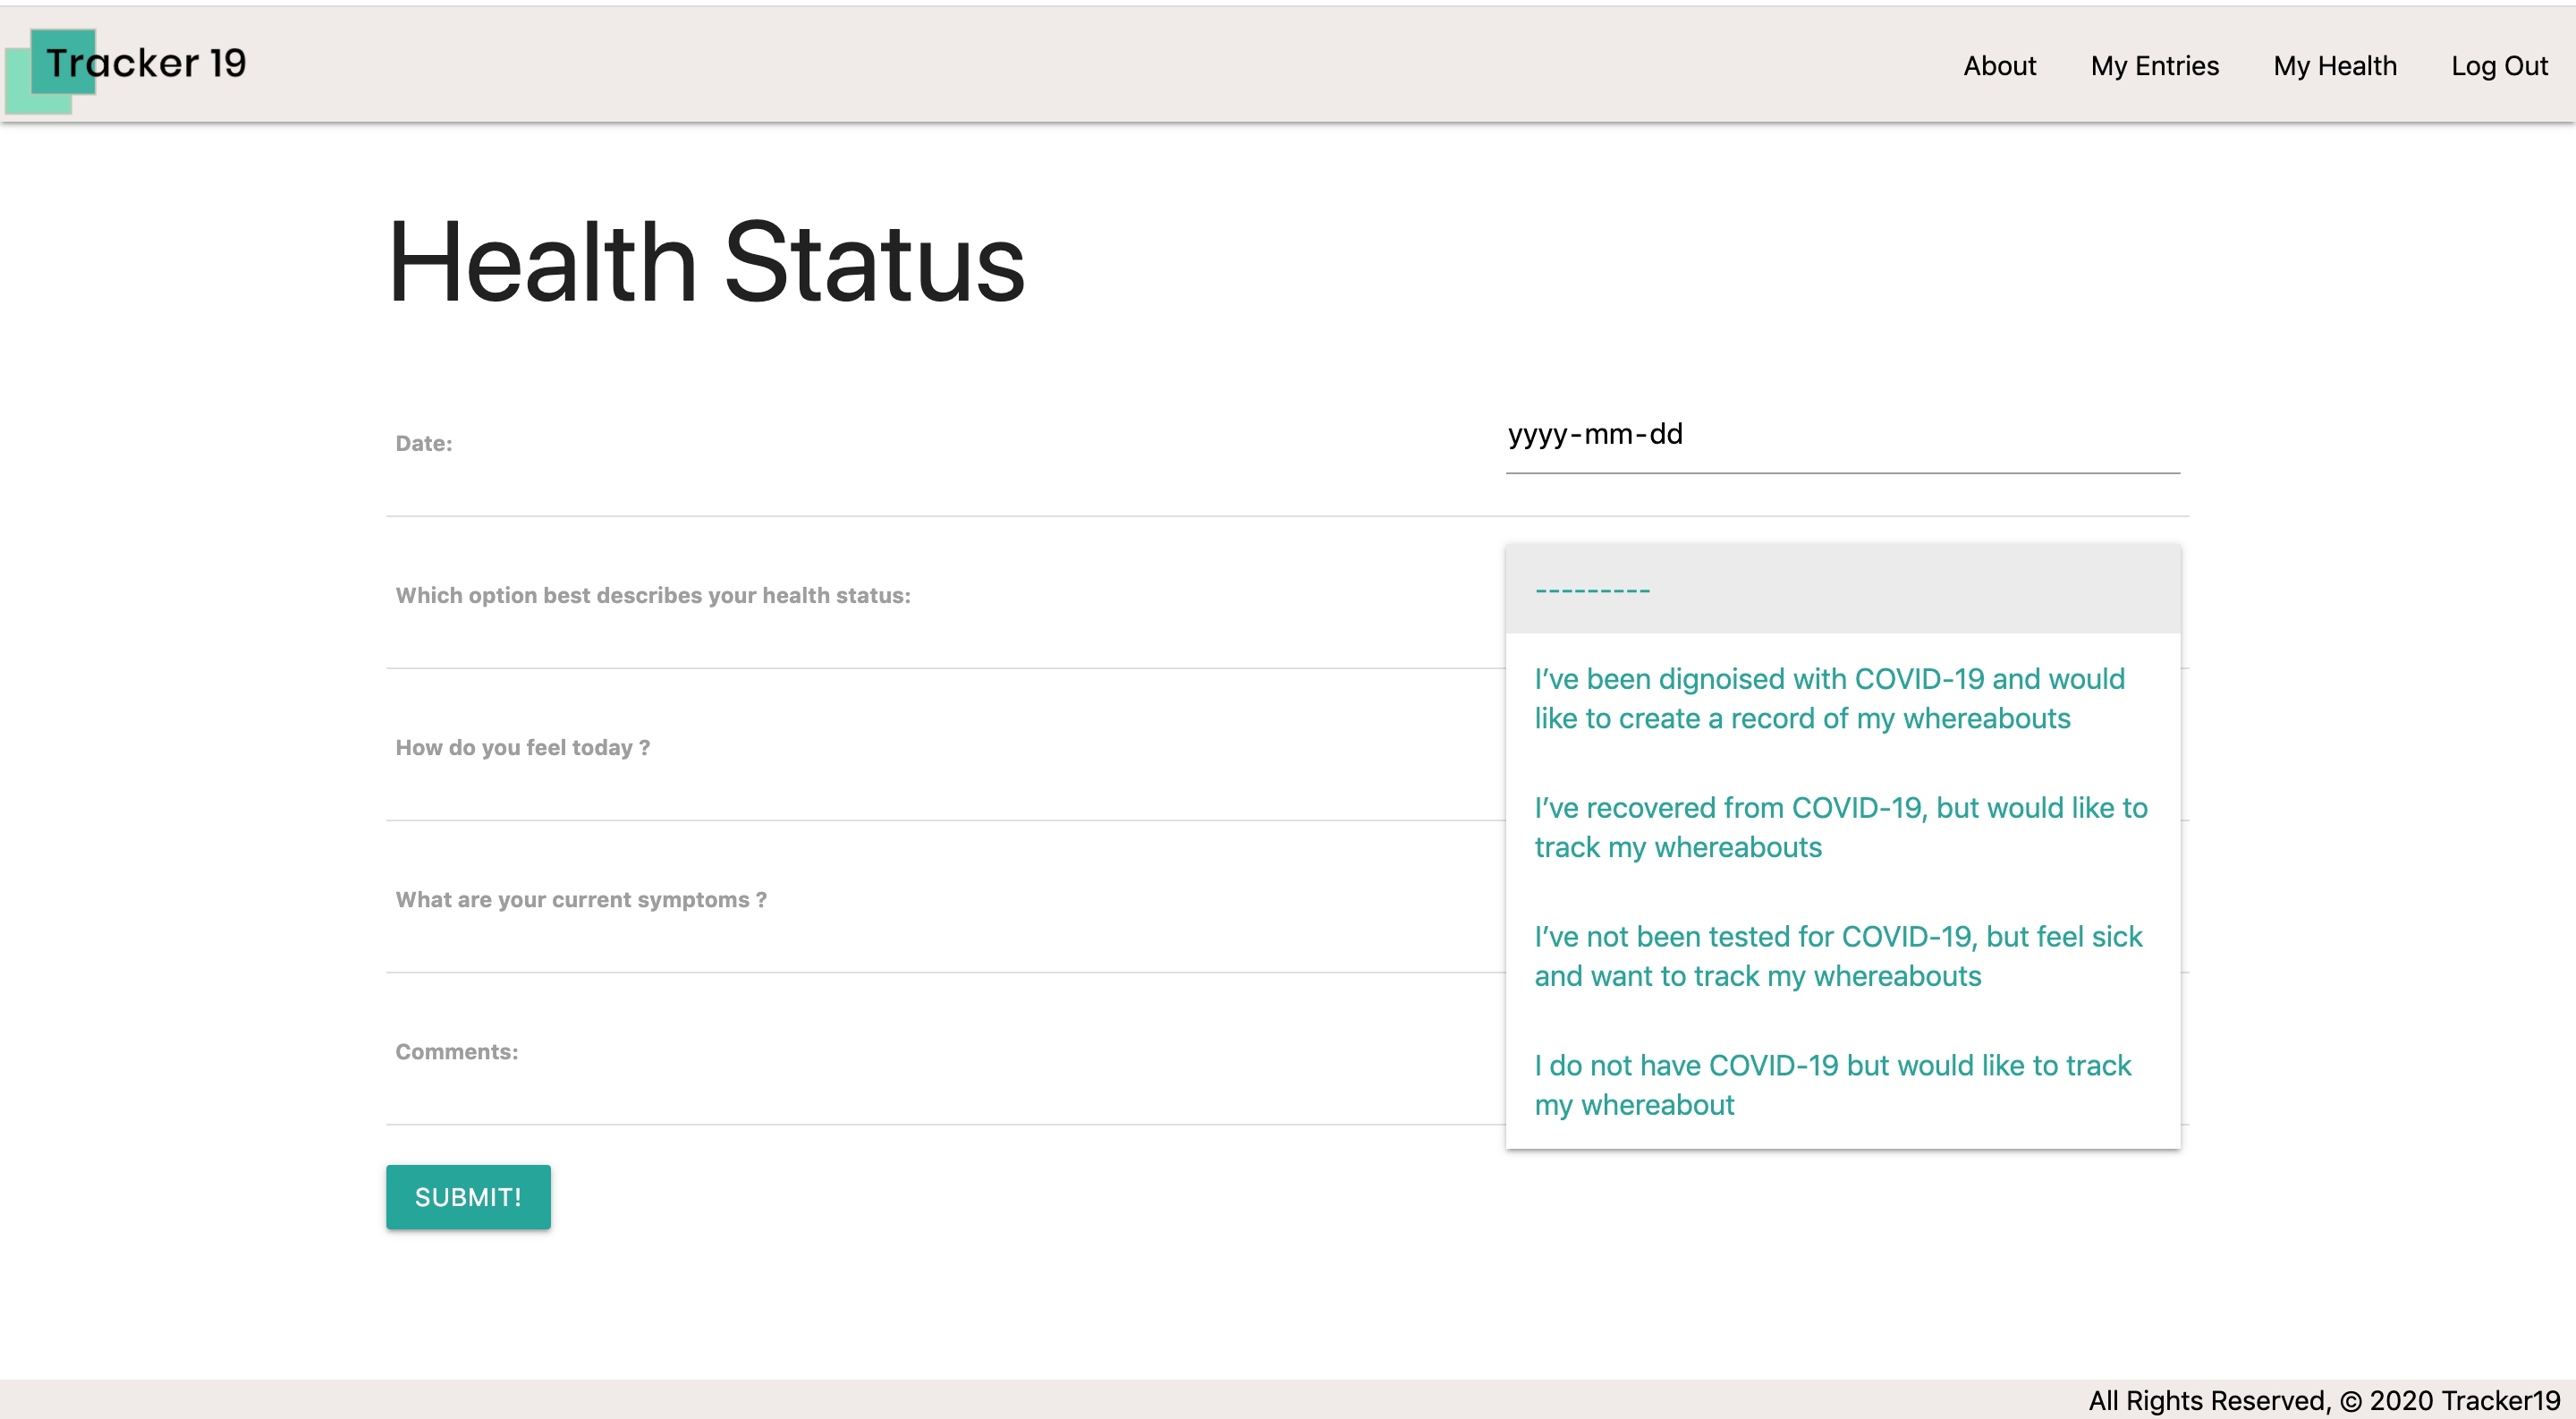 Tracker 19
About My Entries My Health Log Out
Health Status
Date:
yyyy-mm-dd
Which option best describes your health status:
---------
I’ve been dignoised with COVID-19 and would
like to create a record of my whereabouts
I’ve recovered from COVID-19, but would like to
track my whereabouts
I’ve not been tested for COVID-19, but feel sick
and want to track my whereabouts
I do not have COVID-19 but would like to track
my whereabout
How do you feel today ?
What are your current symptoms ?
Comments:
SUBMIT!
All Rights Reserved, © 2020 Tracker19